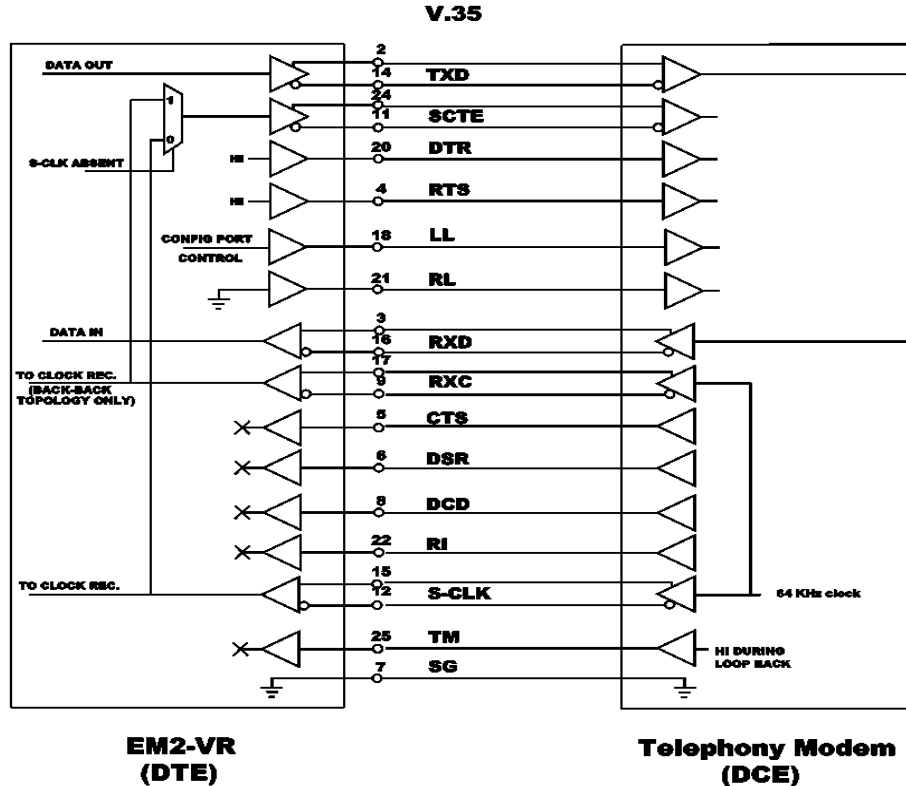 V.35
DATA OUT
2
14
TXD
1
24
11
SCTE
0
S-CLK ABSENT
HI
20
DTR
HI
4
RTS
CONFIG PORT
CONTROL
18
LL
21
RL
DATA IN
3
16
RXD
TO CLOCK REC.
(BACK-BACK
TOPOLOGY ONLY)
17
9
RXC
5
CTS
6
DSR
8
DCD
22
RI
TO CLOCK REC.
15
12
S-CLK
64 KHz clock
25
TM
HI DURING
LOOP BACK
7
SG
EM2-VR
(DTE)
Telephony Modem
(DCE)